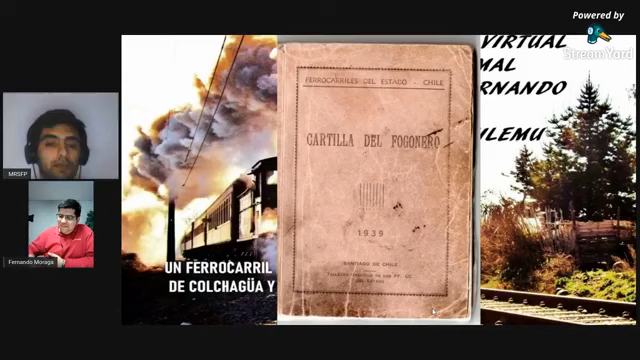 Powered by
StreamYard
VIRTUAL
MAL
RNANDO
ILEMU
FERROCARRILES DEL ESTADO - CHILE
CARTILLA DEL FOGONERO
1939
SANTIAGO DE CHILE
UN FERROCARRIL
DE COLCHAGÜA Y
MRSFP
Fernando Moraga